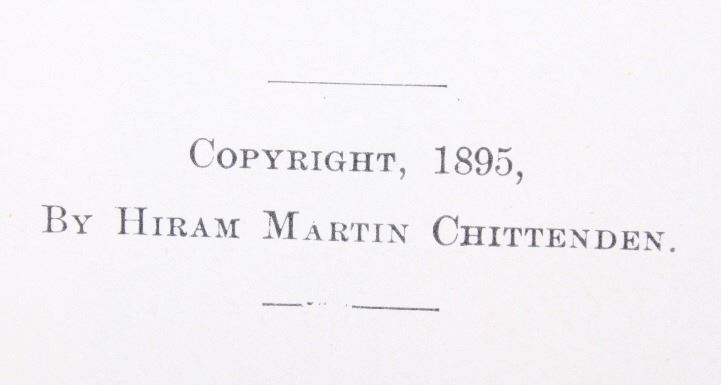 Copyright, 1895,
By Hiram Martin Chittenden.